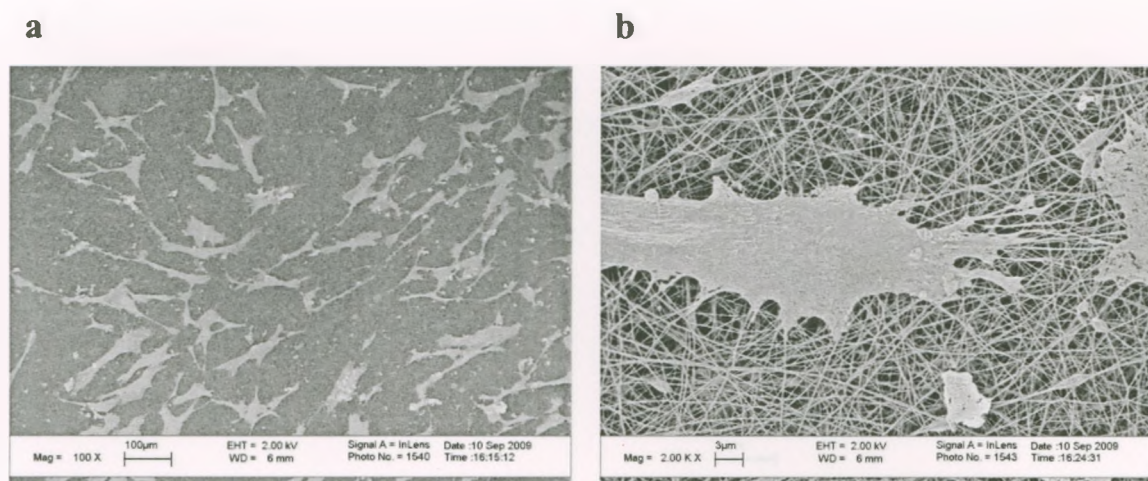 a
b
Mag = 100 X 100µm EHT = 2.00 kV Signal A = InLens Date :10 Sep 2009
WD = 6 mm Photo No. = 1540 Time :16:15:12
Mag = 2.00 K X 3µm EHT = 2.00 kV Signal A = InLens Date :10 Sep 2009
WD = 6 mm Photo No. = 1543 Time :16:24:31